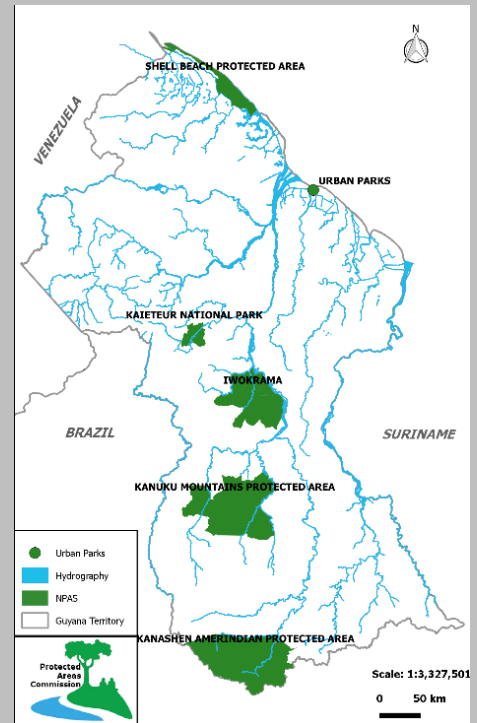 N
SHELL BEACH PROTECTED AREA
VENEZUELA
URBAN PARKS
KAIETEUR NATIONAL PARK
IWOKRAMA
BRAZIL
SURINAME
KANUKU MOUNTAINS PROTECTED AREA
Urban Parks
Hydrography
NPAS
Guyana Territory
KANASHEN AMERINDIAN PROTECTED AREA
Protected
Areas
Commission
Scale: 1:3,327,501
0 50 km